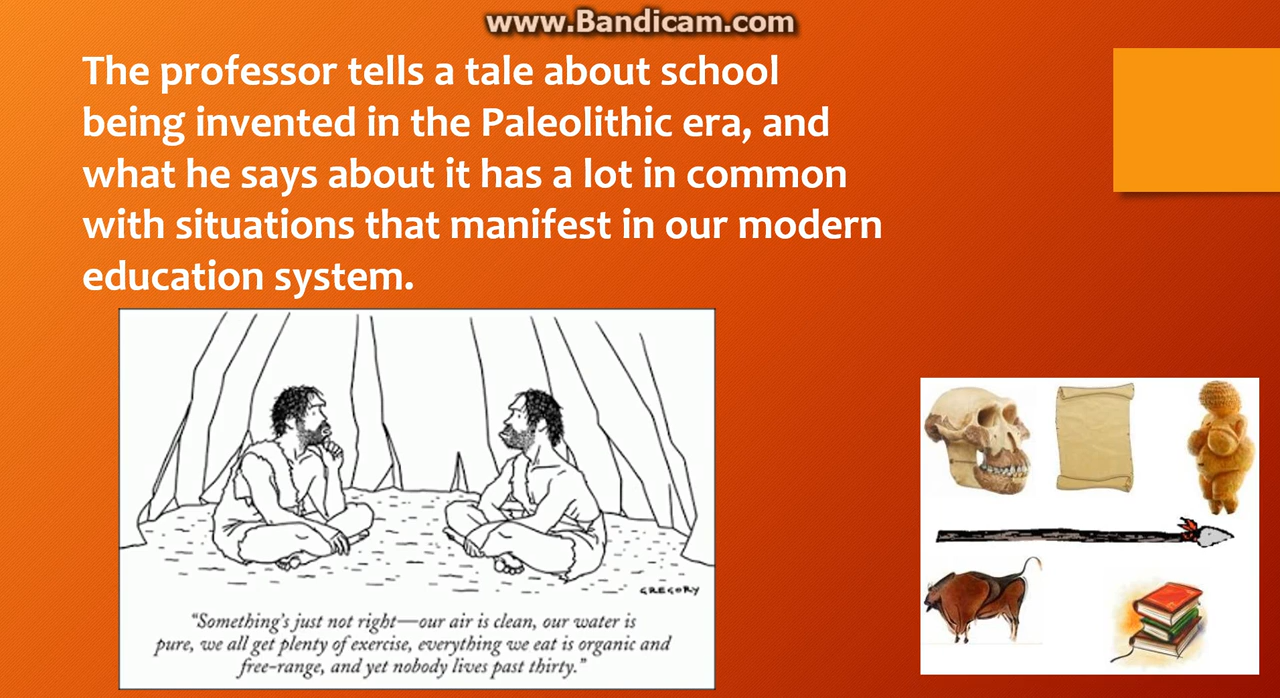 www.Bandicam.com
The professor tells a tale about school
being invented in the Paleolithic era, and
what he says about it has a lot in common
with situations that manifest in our modern
education system.
GREGORY
“Something’s just not right—our air is clean, our water is
pure, we all get plenty of exercise, everything we eat is organic and
free-range, and yet nobody lives past thirty.”